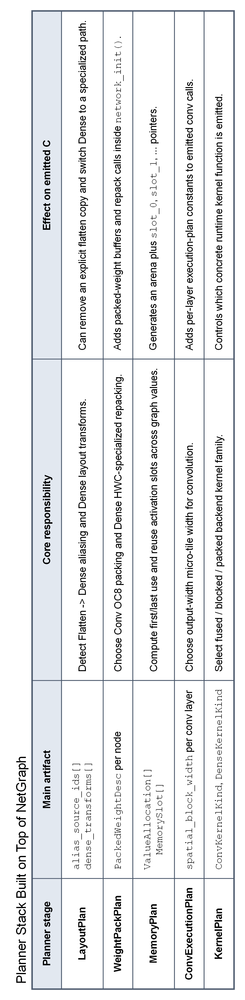 Planner Stack Built on Top of NetGraph
Planner stage Main artifact Core responsibility Effect on emitted C
LayoutPlan alias_source_ids[] dense_transforms[] Detect Flatten -> Dense aliasing and Dense layout transforms. Can remove an explicit flatten copy and switch Dense to a specialized path.
WeightPackPlan PackedWeightDesc per node Choose Conv OC8 packing and Dense HWC-specialized repacking. Adds packed-weight buffers and repack calls inside network_init().
MemoryPlan ValueAllocation[] MemorySlot[] Compute first/last use and reuse activation slots across graph values. Generates an arena plus slot_0, slot_1, ... pointers.
ConvExecutionPlan spatial_block_width per conv layer Choose output-width micro-tile width for convolution. Adds per-layer execution-plan constants to emitted conv calls.
KernelPlan ConvKernelKind, DenseKernelKind Select fused / blocked / packed backend kernel family. Controls which concrete runtime kernel function is emitted.